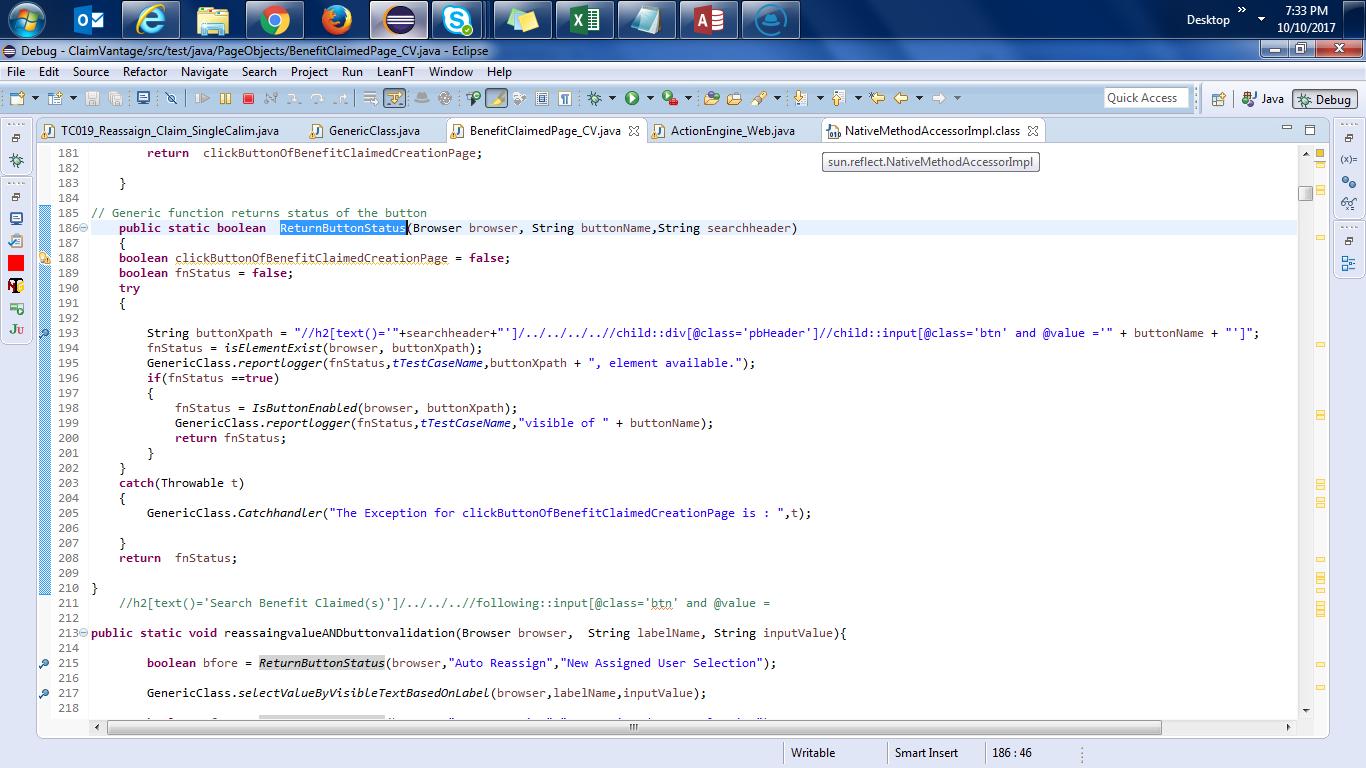 Desktop
»
7:33 PM
10/10/2017
Debug - ClaimVantage/src/test/java/PageObjects/BenefitClaimedPage_CV.java - Eclipse
File Edit Source Refactor Navigate Search Project Run LeanFT Window Help
Quick Access
Java
Debug
TC019_Reassaign_Claim_SingleCalim.java GenericClass.java BenefitClaimedPage_CV.java ActionEngine_Web.java NativeMethodAccessorImpl.class
sun.reflect.NativeMethodAccessorImpl
181 return clickButtonOfBenefitClaimedCreationPage;
182
183 }
184
185 // Generic function returns status of the button
186 public static boolean ReturnButtonStatus(Browser browser, String buttonName,String searchheader)
187 {
188 boolean clickButtonOfBenefitClaimedCreationPage = false;
189 boolean fnStatus = false;
190 try
191 {
192
193 String buttonXpath = "//h2[text()='"+searchheader+"']/../../../..//child::div[@class='pbHeader']//child::input[@class='btn' and @value ='" + buttonName + "']";
194 fnStatus = isElementExist(browser, buttonXpath);
195 GenericClass.reportlogger(fnStatus,tTestCaseName,buttonXpath + ", element available.");
196 if(fnStatus ==true)
197 {
198 fnStatus = IsButtonEnabled(browser, buttonXpath);
199 GenericClass.reportlogger(fnStatus,tTestCaseName,"visible of " + buttonName);
200 return fnStatus;
201 }
202 }
203 catch(Throwable t)
204 {
205 GenericClass.Catchhandler("The Exception for clickButtonOfBenefitClaimedCreationPage is : ",t);
206
207 }
208 return fnStatus;
209
210 }
211 //h2[text()='Search Benefit Claimed(s)']/../../..//following::input[@class='btn' and @value =
212
213 public static void reassaingvalueANDbuttonvalidation(Browser browser, String labelName, String inputValue){
214
215 boolean bfore = ReturnButtonStatus(browser,"Auto Reassign","New Assigned User Selection");
216
217 GenericClass.selectValueByVisibleTextBasedOnLabel(browser,labelName,inputValue);
218
Writable Smart Insert 186 : 46